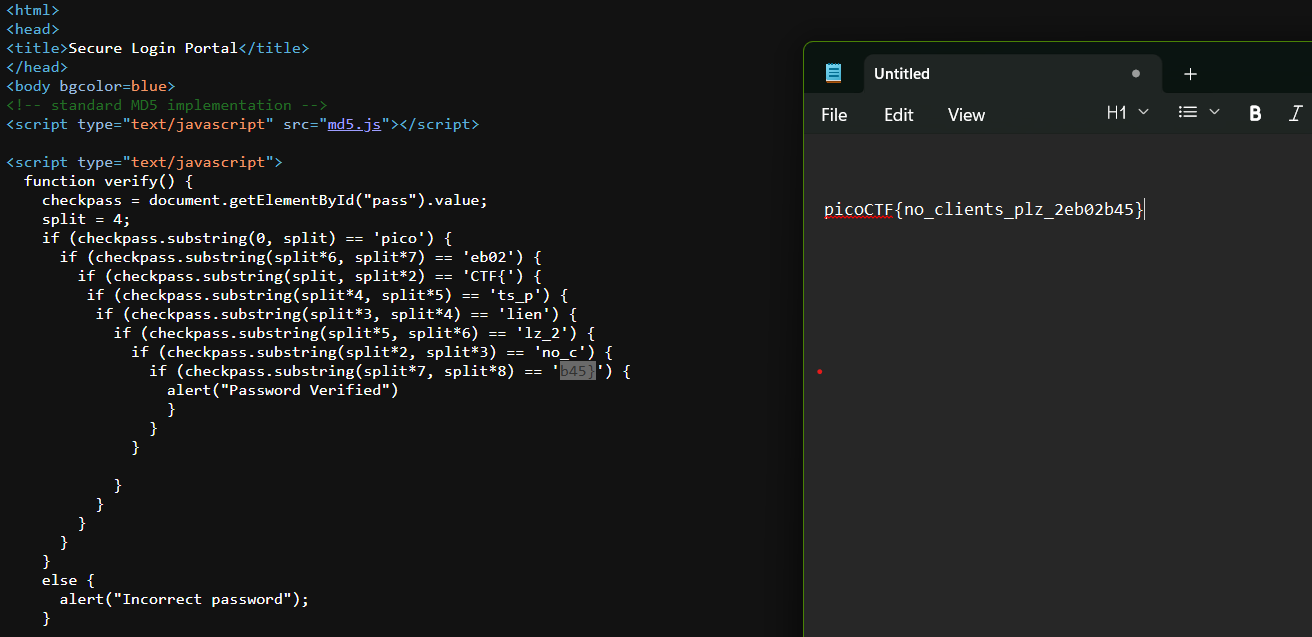 <html>
<head>
<title>Secure Login Portal</title>
</head>
<body bgcolor=blue>
<!-- standard MD5 implementation -->
<script type="text/javascript" src="md5.js"></script>

<script type="text/javascript">
  function verify() {
    checkpass = document.getElementById("pass").value;
    split = 4;
    if (checkpass.substring(0, split) == 'pico') {
      if (checkpass.substring(split*6, split*7) == 'eb02') {
        if (checkpass.substring(split, split*2) == 'CTF{') {
         if (checkpass.substring(split*4, split*5) == 'ts_p') {
          if (checkpass.substring(split*3, split*4) == 'lien') {
            if (checkpass.substring(split*5, split*6) == 'lz_2') {
              if (checkpass.substring(split*2, split*3) == 'no_c') {
                if (checkpass.substring(split*7, split*8) == 'b45}') {
                  alert("Password Verified")
                  }
                }
              }

            }
          }
        }
      }
    }
    else {
      alert("Incorrect password");
    }
Untitled
+
File Edit View H1 B I
picoCTF{no_clients_plz_2eb02b45}